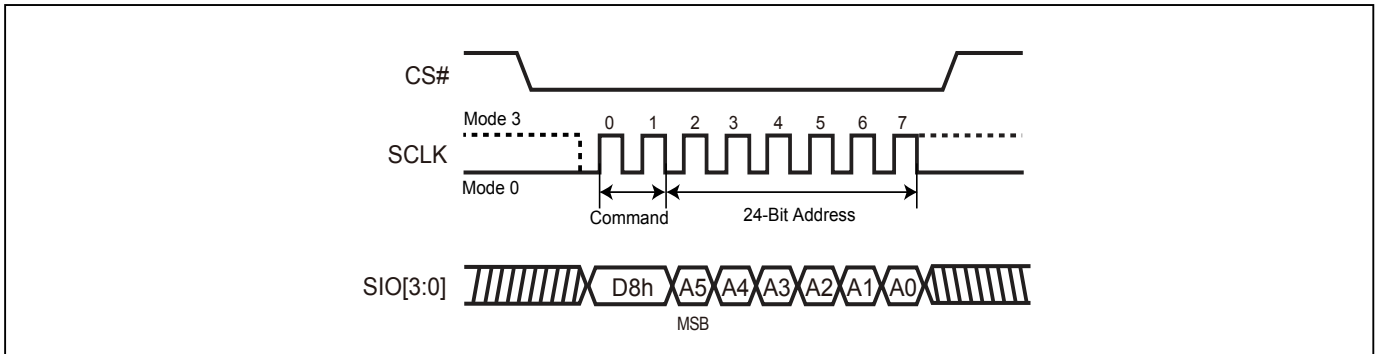 CS#
Mode 3
0 1 2 3 4 5 6 7
SCLK
Mode 0
Command 24-Bit Address
SIO[3:0] D8h A5 A4 A3 A2 A1 A0
MSB